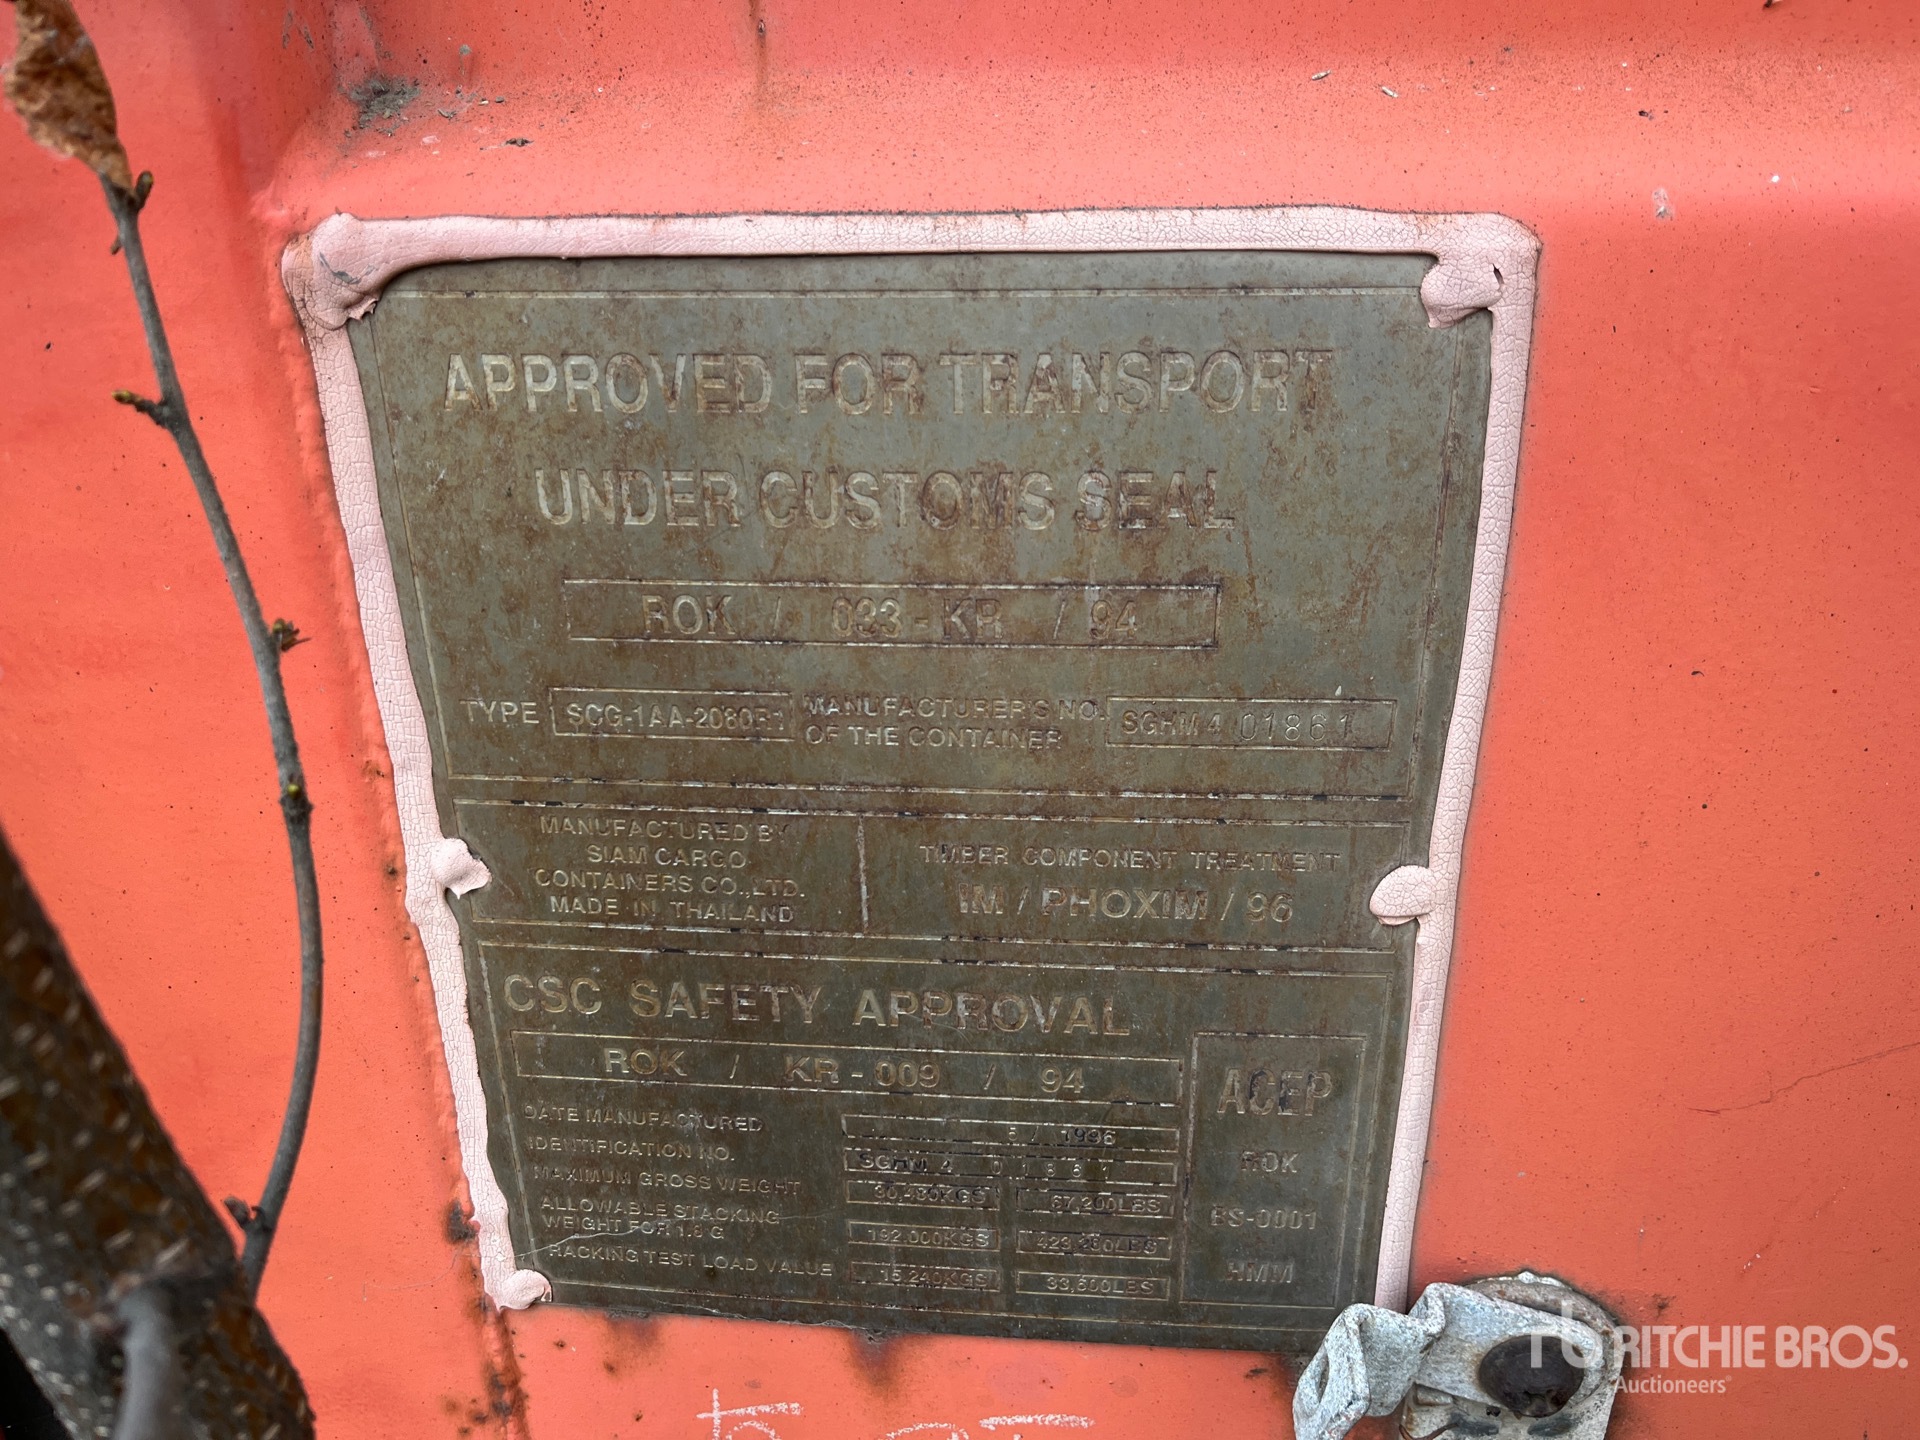 APPROVED FOR TRANSPORT
UNDER CUSTOMS SEAL
ROK / 033-KR / 94
TYPE SCG-1AA-2080R1 MANUFACTURER'S NO. OF THE CONTAINER SGHM 4 01861
MANUFACTURED BY
SIAM CARGO
CONTAINERS CO.,LTD.
MADE IN THAILAND
TIMBER COMPONENT TREATMENT
IM / PHOXIM / 96
CSC SAFETY APPROVAL
ROK / KR-009 / 94
DATE MANUFACTURED 5 / 1996
IDENTIFICATION NO. SGHM 4 01861
MAXIMUM GROSS WEIGHT 30,480KGS 67,200LBS
ALLOWABLE STACKING
WEIGHT FOR 1.8 G 192,000KGS 423,280LBS
RACKING TEST LOAD VALUE 15,240KGS 33,600LBS
ACEP
ROK
BS-0001
HMM
RITCHIE BROS.
Auctioneers